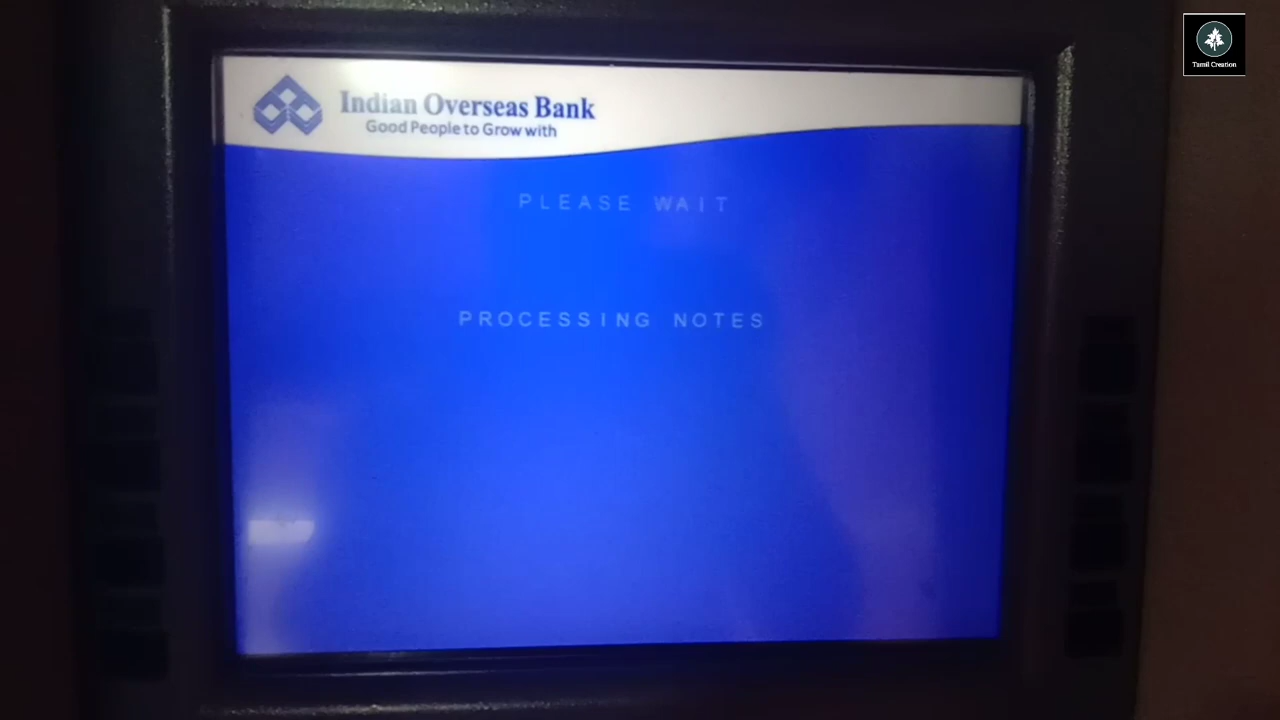 Indian Overseas Bank
Good People to Grow with
PLEASE WAIT
PROCESSING NOTES
Tamil Creation